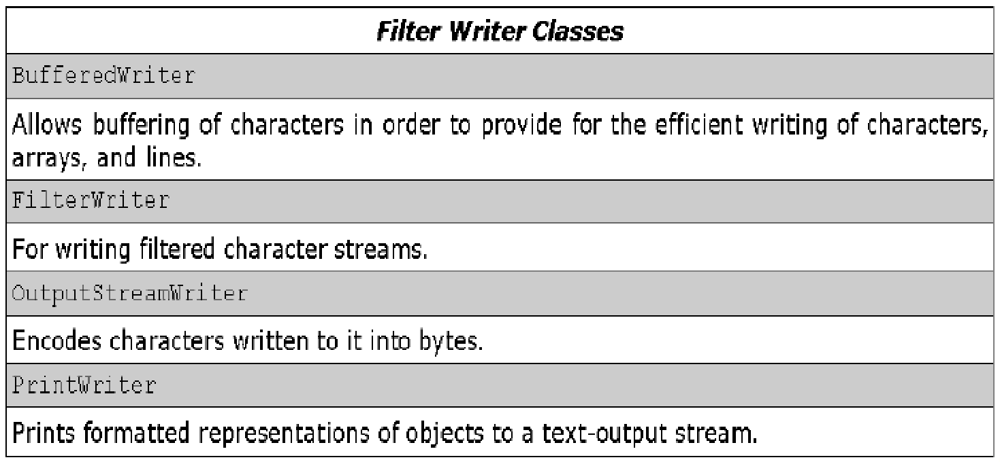 Filter Writer Classes
BufferedWriter
Allows buffering of characters in order to provide for the efficient writing of characters,
arrays, and lines.
FilterWriter
For writing filtered character streams.
OutputStreamWriter
Encodes characters written to it into bytes.
PrintWriter
Prints formatted representations of objects to a text-output stream.